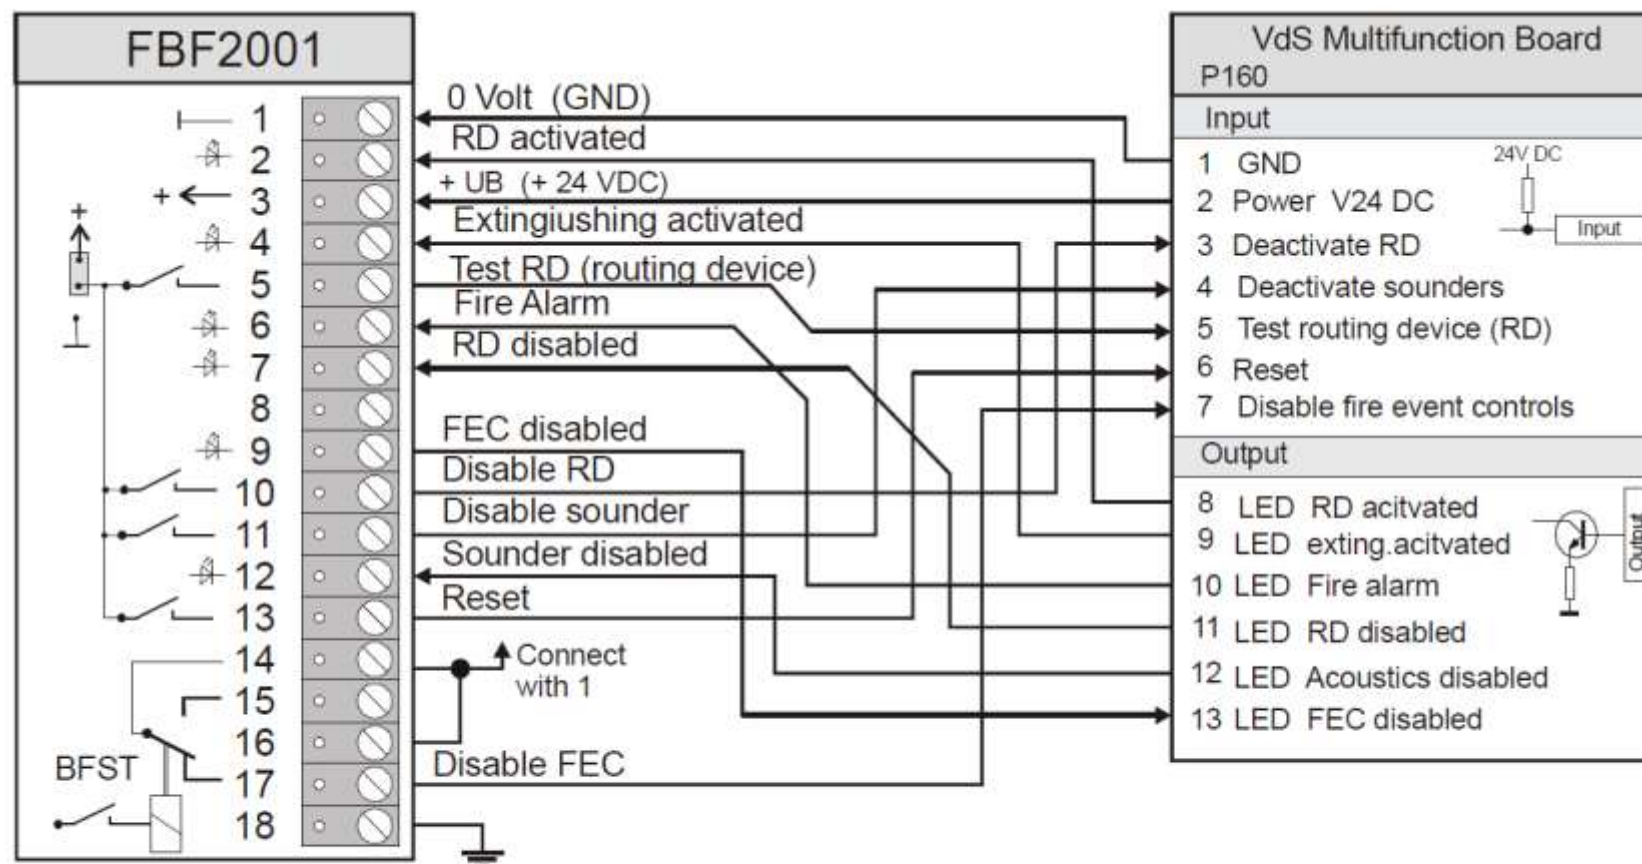 FBF2001
1
2
+ 3
4
+
5
6
7
8
9
10
11
12
13
14
15
16
BFST
17
18
0 Volt (GND)
RD activated
+ UB (+ 24 VDC)
Extingiushing activated
Test RD (routing device)
Fire Alarm
RD disabled
FEC disabled
Disable RD
Disable sounder
Sounder disabled
Reset
Connect
with 1
Disable FEC
VdS Multifunction Board
P160
Input
1 GND
24V DC
2 Power V24 DC
Input
3 Deactivate RD
4 Deactivate sounders
5 Test routing device (RD)
6 Reset
7 Disable fire event controls
Output
8 LED RD acitvated
9 LED exting.acitvated
Output
10 LED Fire alarm
11 LED RD disabled
12 LED Acoustics disabled
13 LED FEC disabled